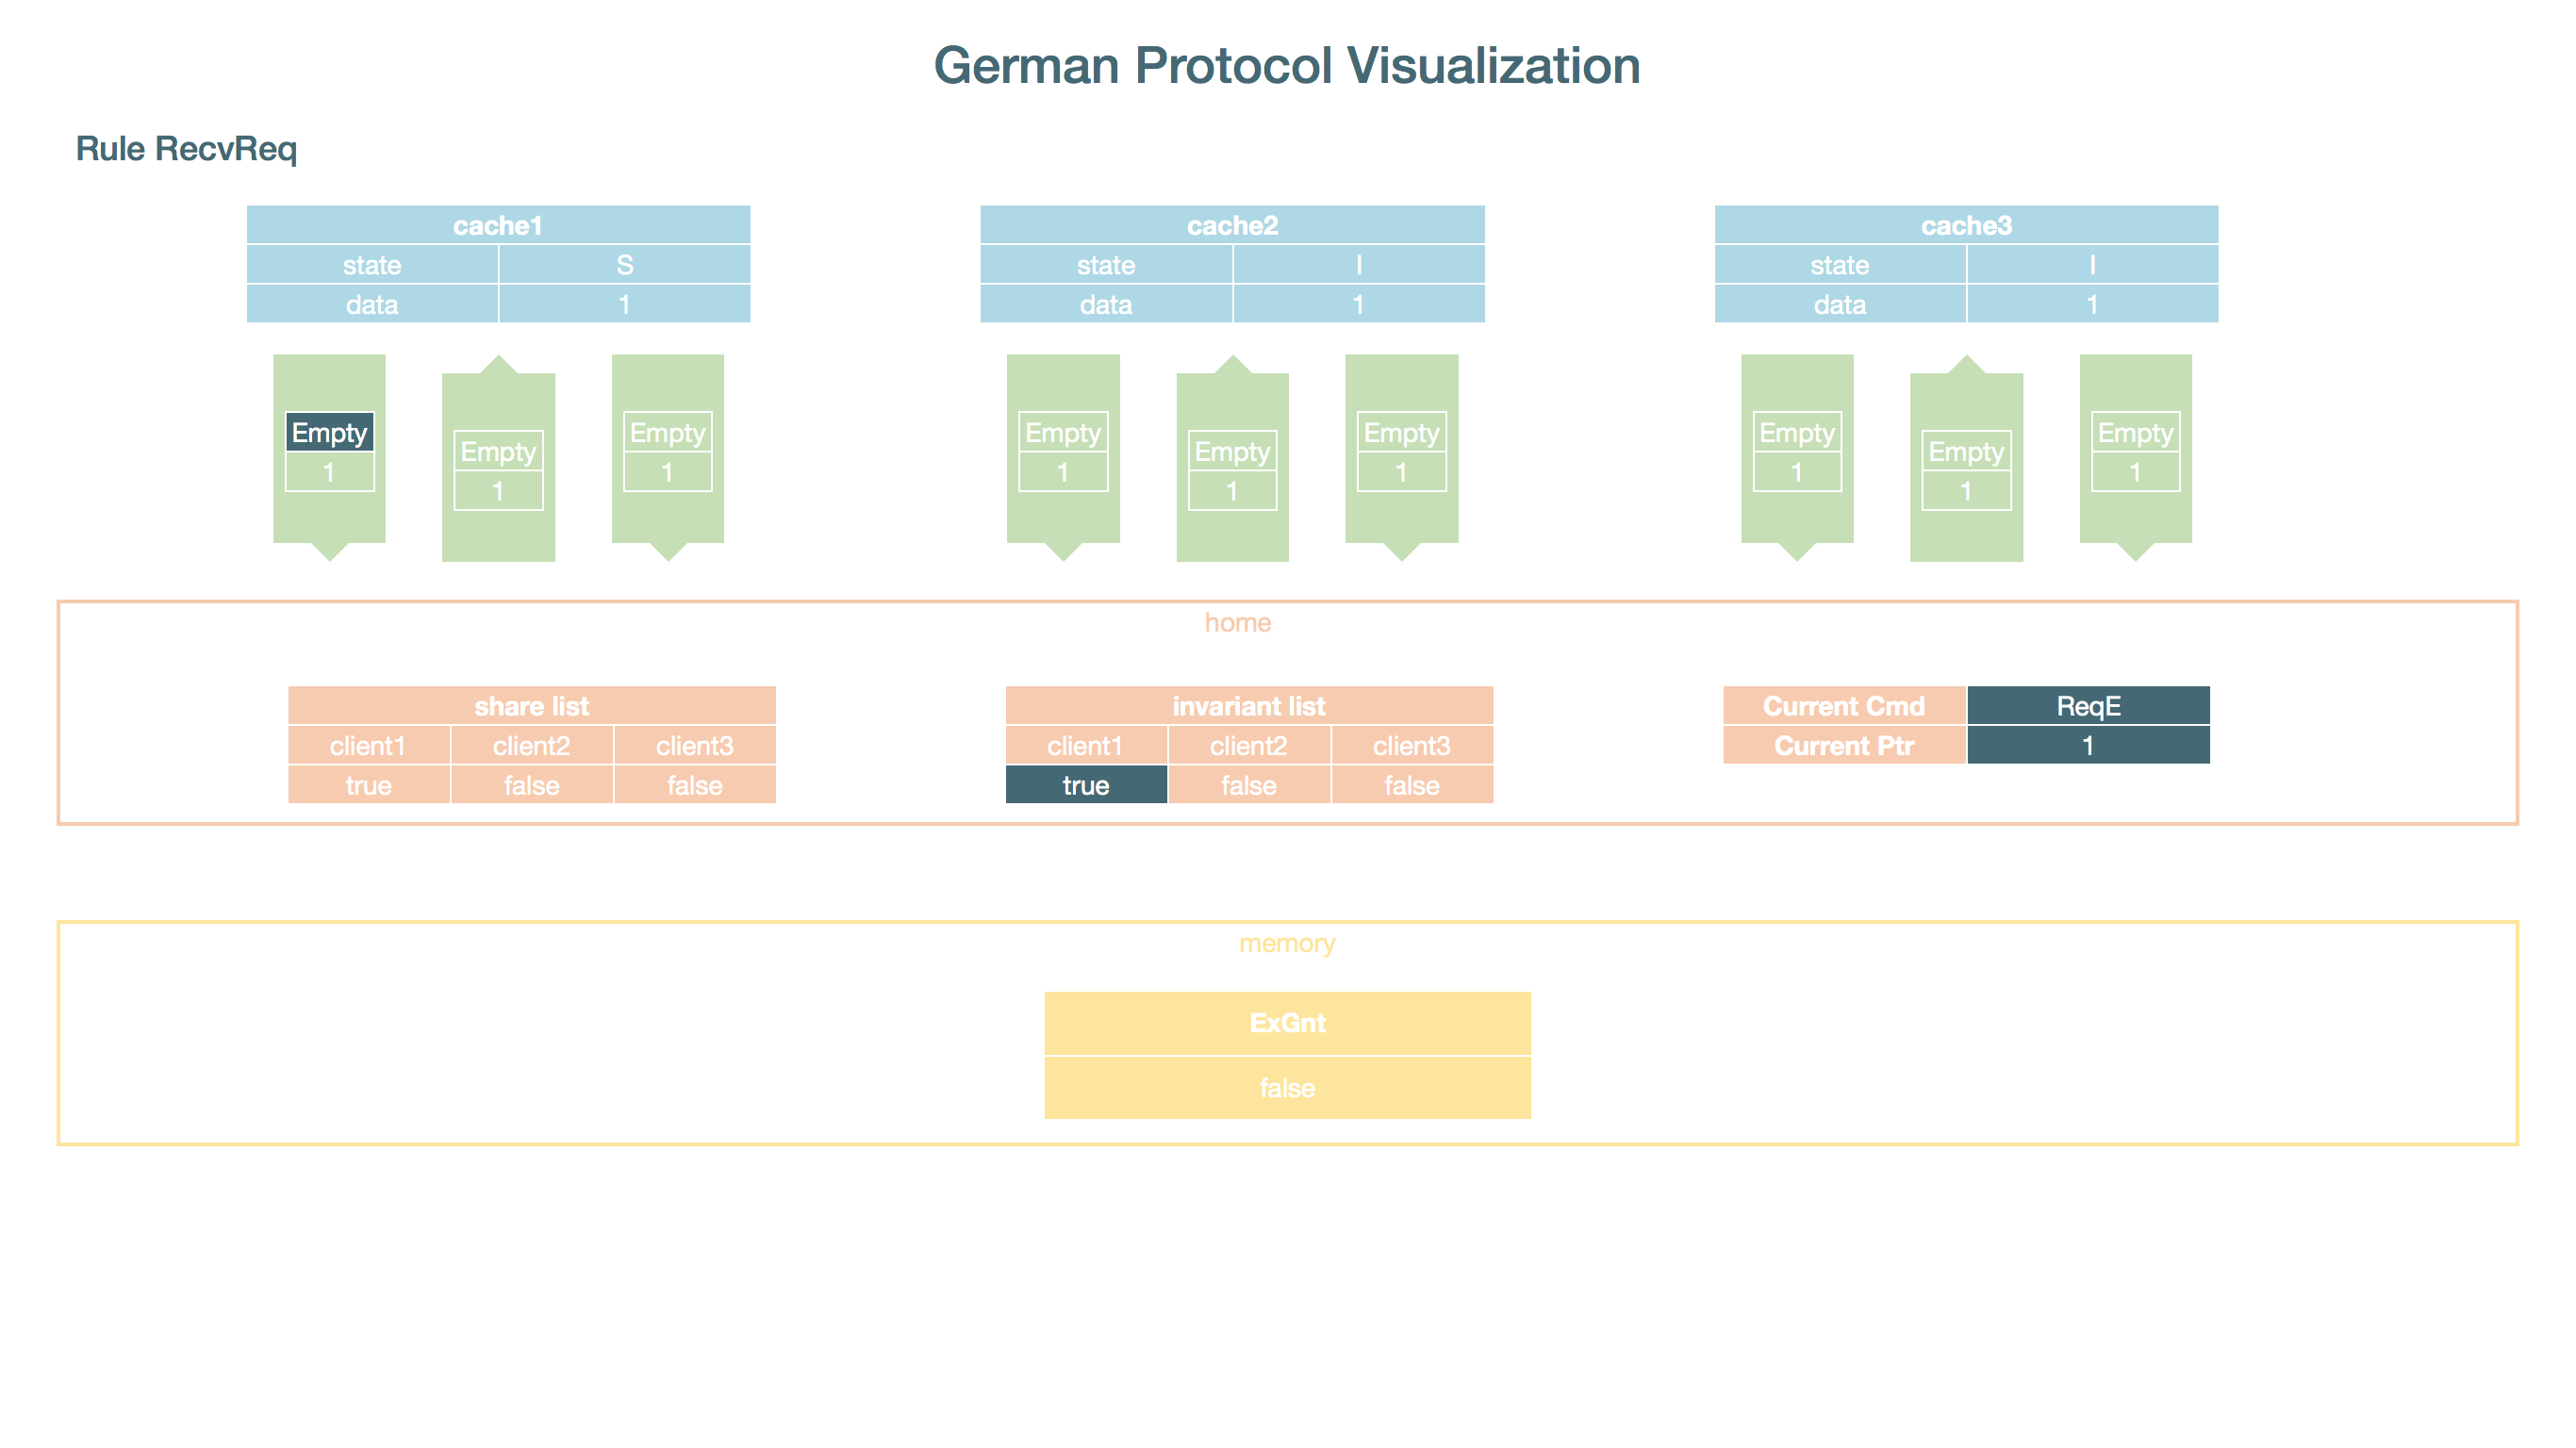 German Protocol Visualization
Rule RecvReq
cache1 cache2 cache3
state S state I state I
data 1 data 1 data 1
Empty Empty Empty Empty Empty Empty
Empty Empty Empty
1 1 1 1 1 1
1 1 1
home
share list invariant list Current Cmd ReqE
client1 client2 client3 client1 client2 client3 Current Ptr 1
true false false true false false
memory
ExGnt
false